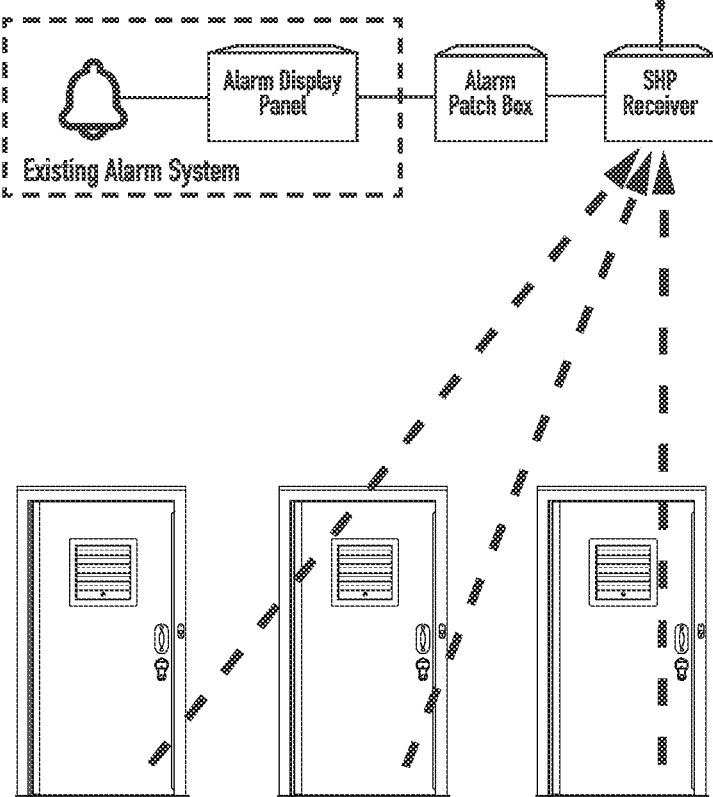 Alarm Display
Panel
Alarm
Patch Box
SHP
Receiver
Existing Alarm System